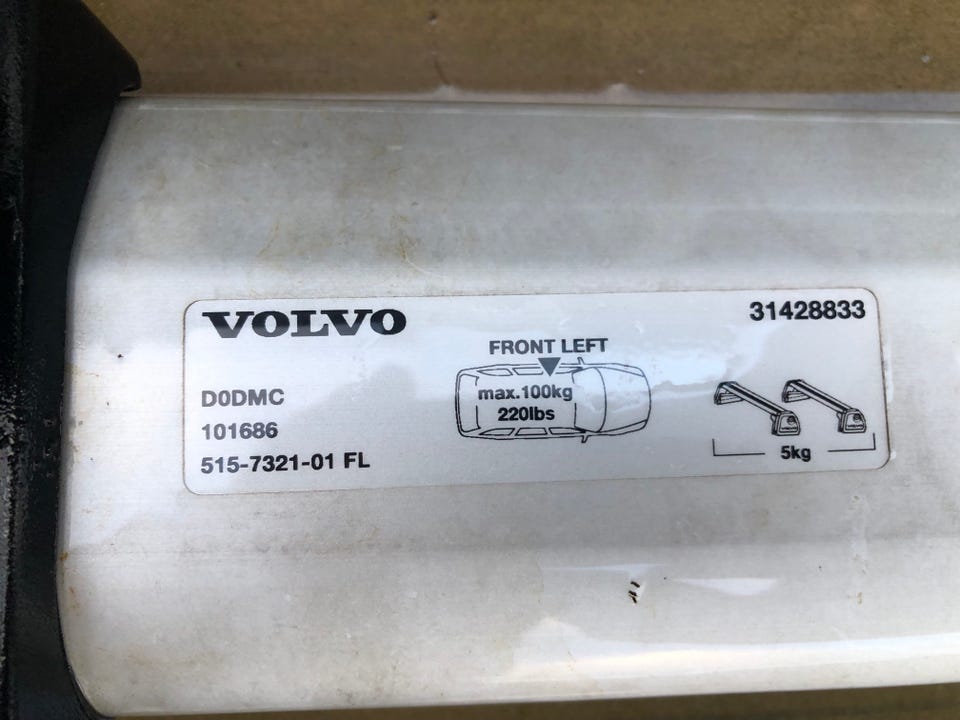 VOLVO
31428833
FRONT LEFT
D0DMC
101686
515-7321-01 FL
max.100kg
220lbs
5kg